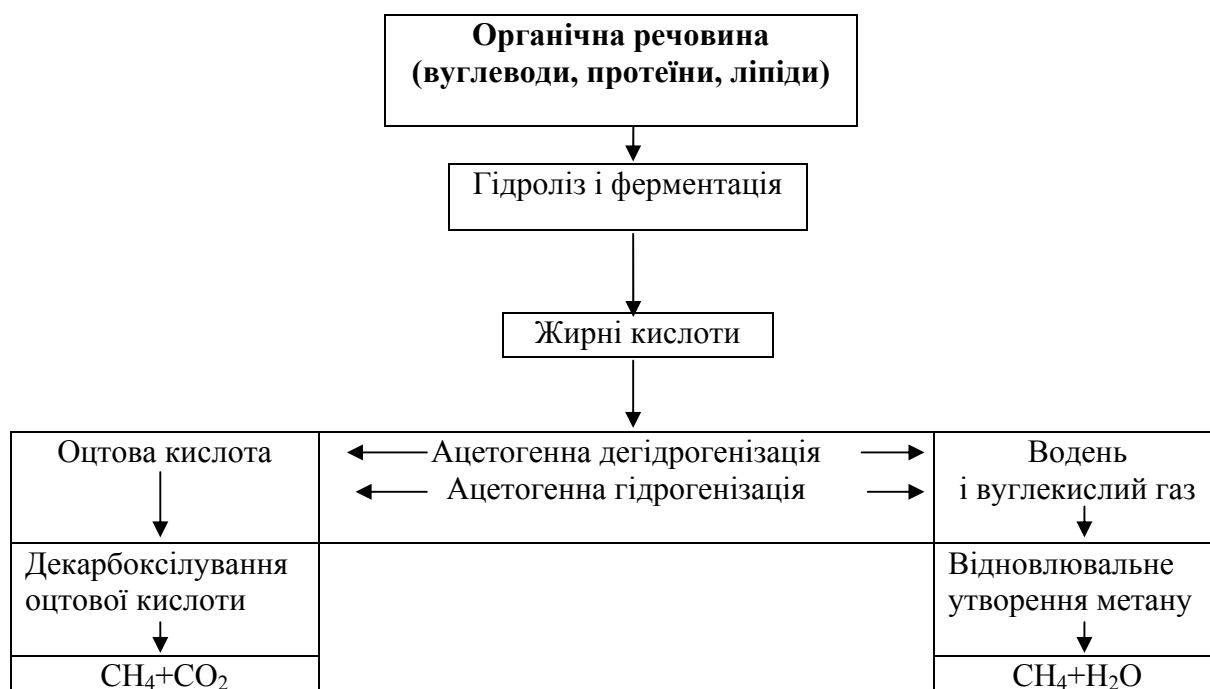 Органічна речовина
(вуглеводи, протеїни, ліпіди)
Гідроліз і ферментація
Жирні кислоти
Оцтова кислота
Ацетогенна дегідрогенізація
Ацетогенна гідрогенізація
Водень
і вуглекислий газ
Декарбоксілування
оцтової кислоти
Відновлювальне
утворення метану
CH₄+CO₂
CH₄+H₂O